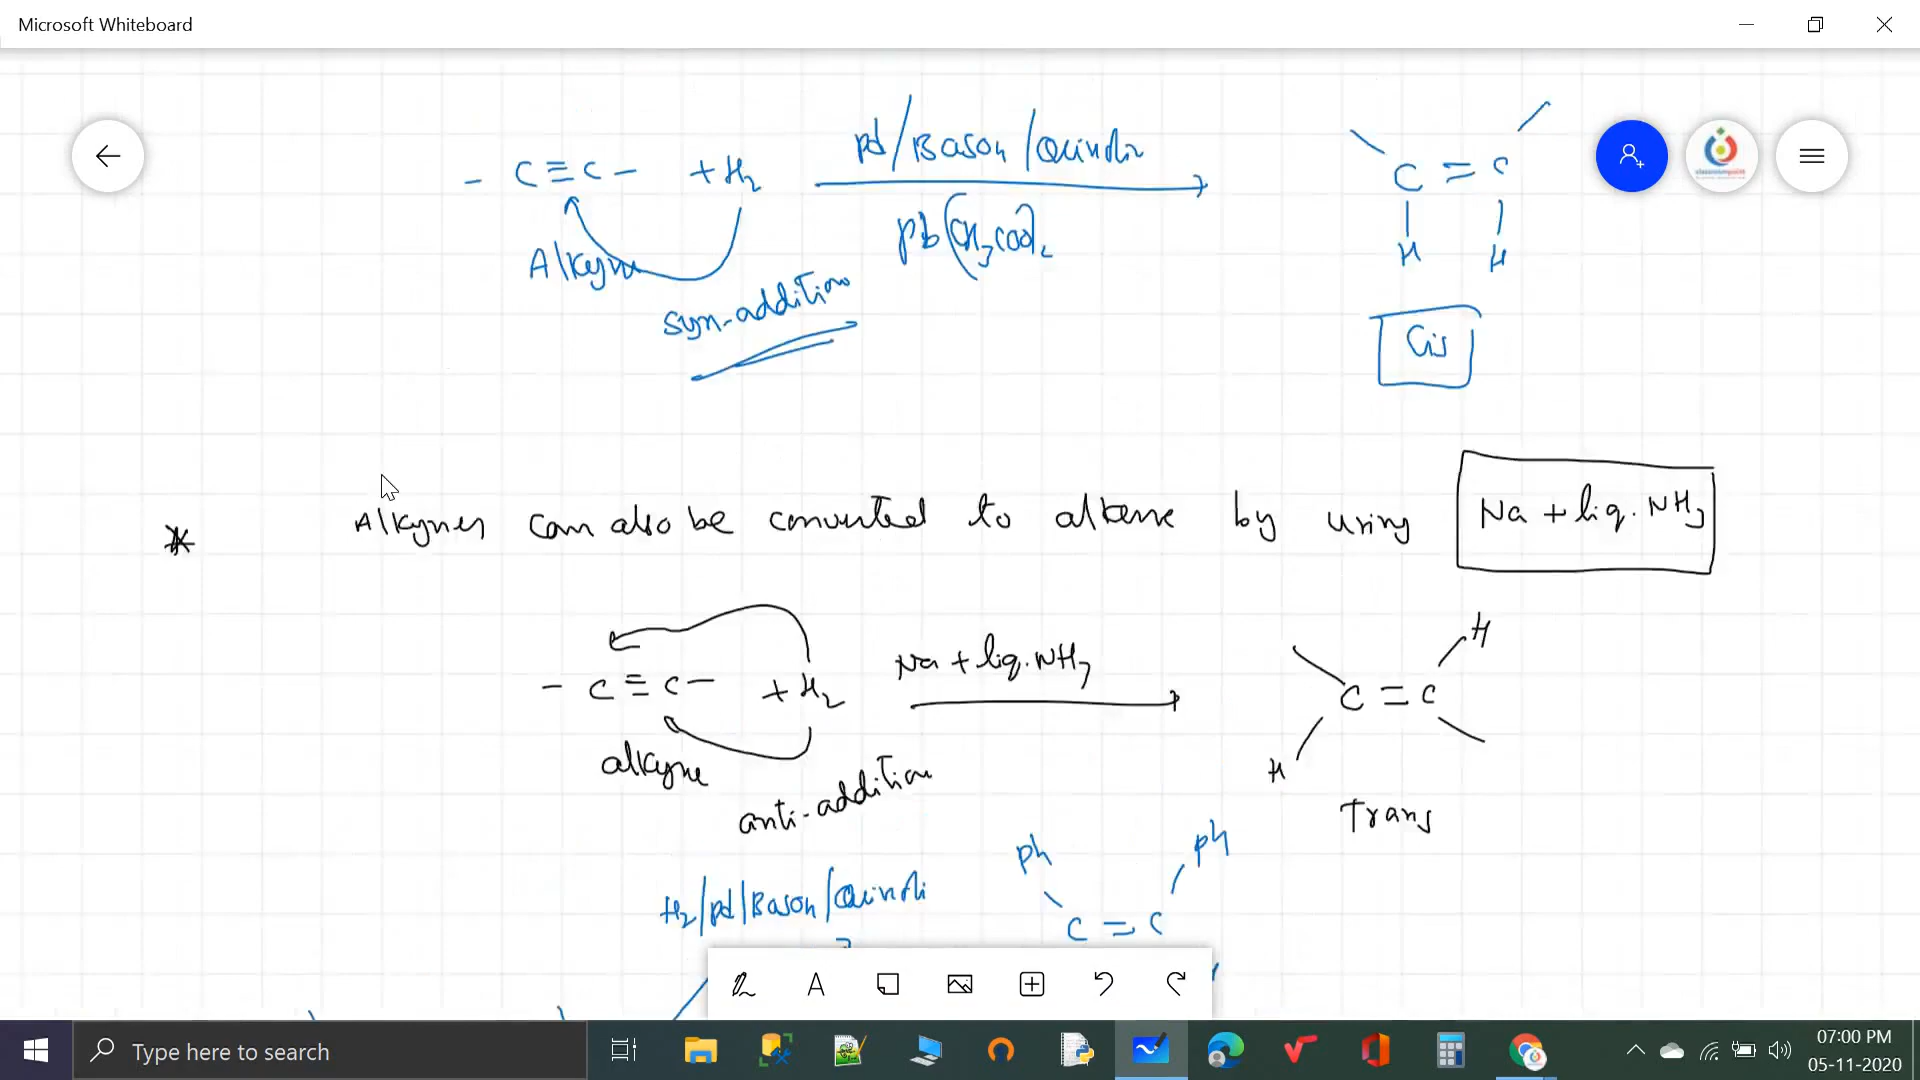 Microsoft Whiteboard
- C≡C- +H₂
pd/Baso4/Quinolin
pb(CH₃COO)₂
C=C
H H
Alkyne
syn-addition
Cis
* Alkynes can also be converted to alkene by using Na + liq. NH₃
- C≡C- +H₂
Na + liq. NH₃
H
C=C
H
alkyne
anti-addition
Trans
H₂/pd/Baso4/Quinolin
ph ph
C=C
Type here to search
07:00 PM
05-11-2020